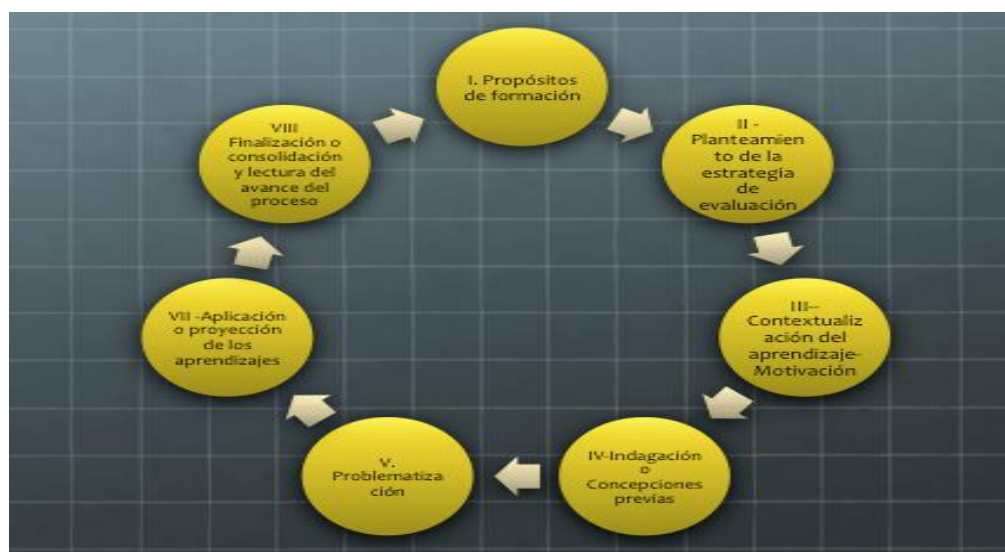 I. Propósitos
de formación
II -
Planteamien
to de la
estrategia
de
evaluación
III--
Contextualiz
ación del
aprendizaje-
Motivación
IV-Indagación
o
Concepciones
previas
V.
Problematiza
ción
VII -Aplicación
o proyección
de los
aprendizajes
VIII
Finalización o
consolidación
y lectura del
avance del
proceso